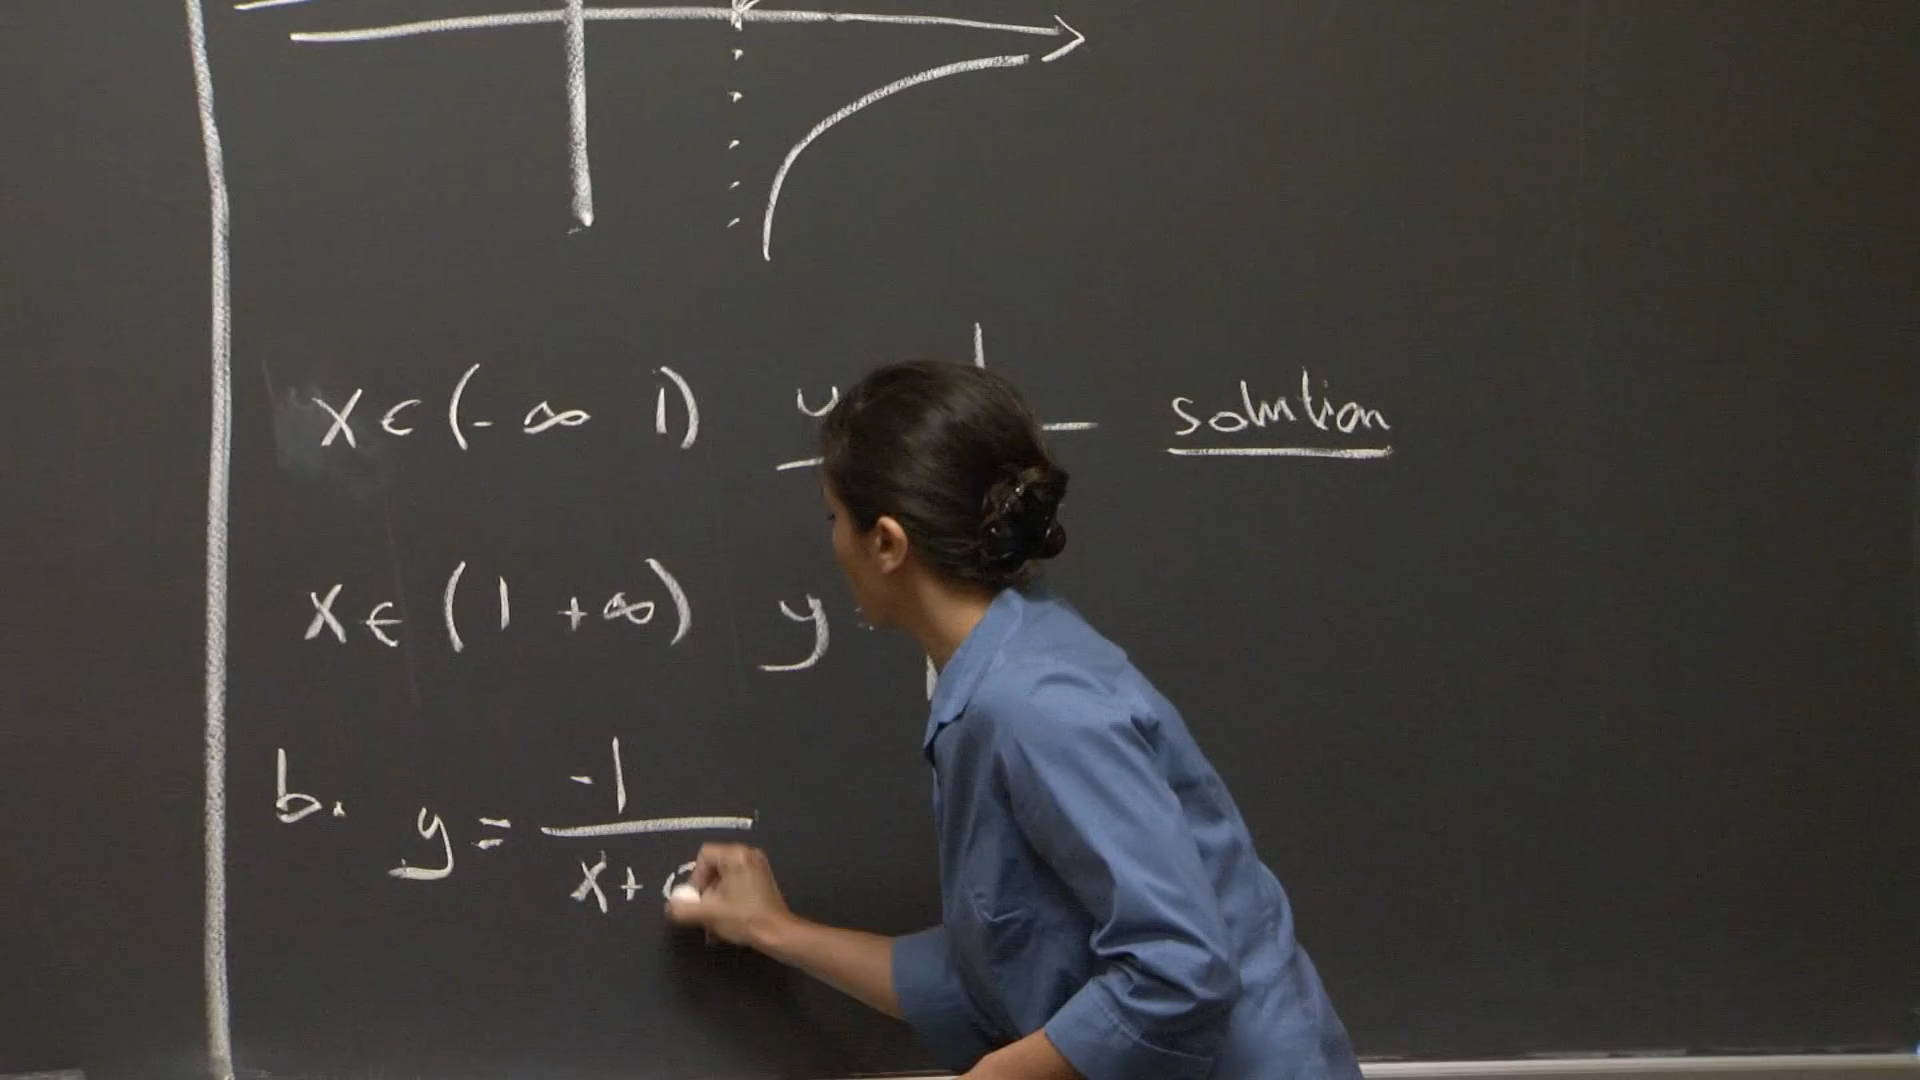 x ∈ (- ∞ 1) y solution
x ∈ (1 +∞) y
b. y = -1 / x + c